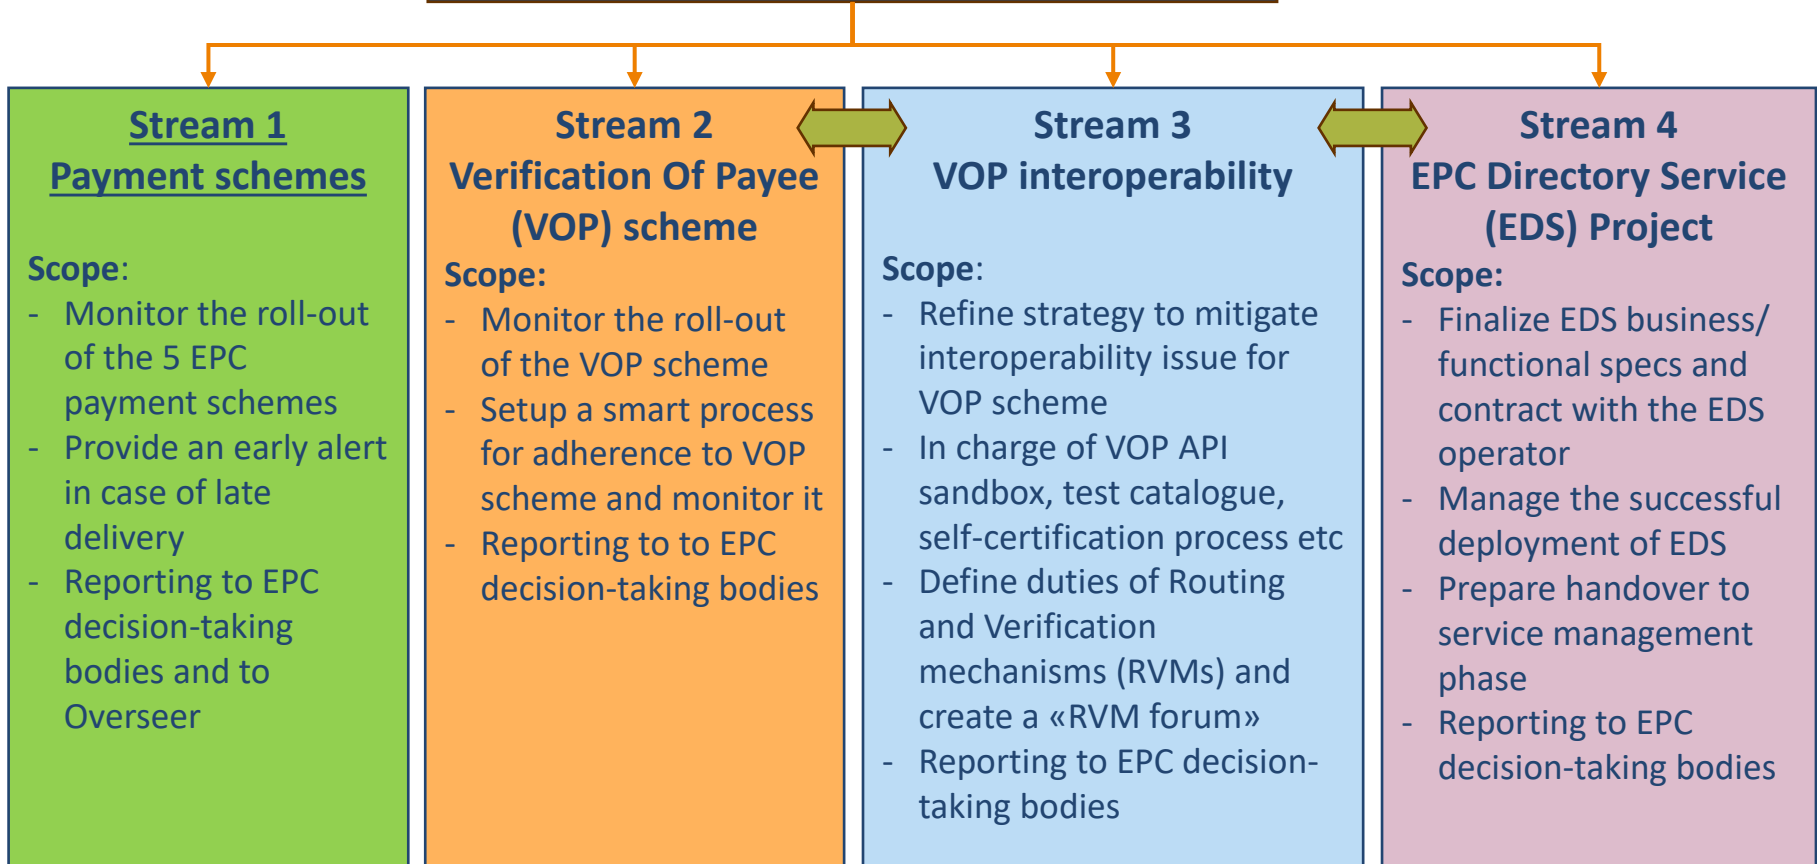 Stream 1
Payment schemes
Scope:
- Monitor the roll-out
of the 5 EPC
payment schemes
- Provide an early alert
in case of late
delivery
- Reporting to EPC
decision-taking
bodies and to
Overseer
Stream 2
Verification Of Payee
(VOP) scheme
Scope:
- Monitor the roll-out
of the VOP scheme
- Setup a smart process
for adherence to VOP
scheme and monitor it
- Reporting to to EPC
decision-taking bodies
Stream 3
VOP interoperability
Scope:
- Refine strategy to mitigate
interoperability issue for
VOP scheme
- In charge of VOP API
sandbox, test catalogue,
self-certification process etc
- Define duties of Routing
and Verification
mechanisms (RVMs) and
create a «RVM forum»
- Reporting to EPC decision-
taking bodies
Stream 4
EPC Directory Service
(EDS) Project
Scope:
- Finalize EDS business/
functional specs and
contract with the EDS
operator
- Manage the successful
deployment of EDS
- Prepare handover to
service management
phase
- Reporting to EPC
decision-taking bodies